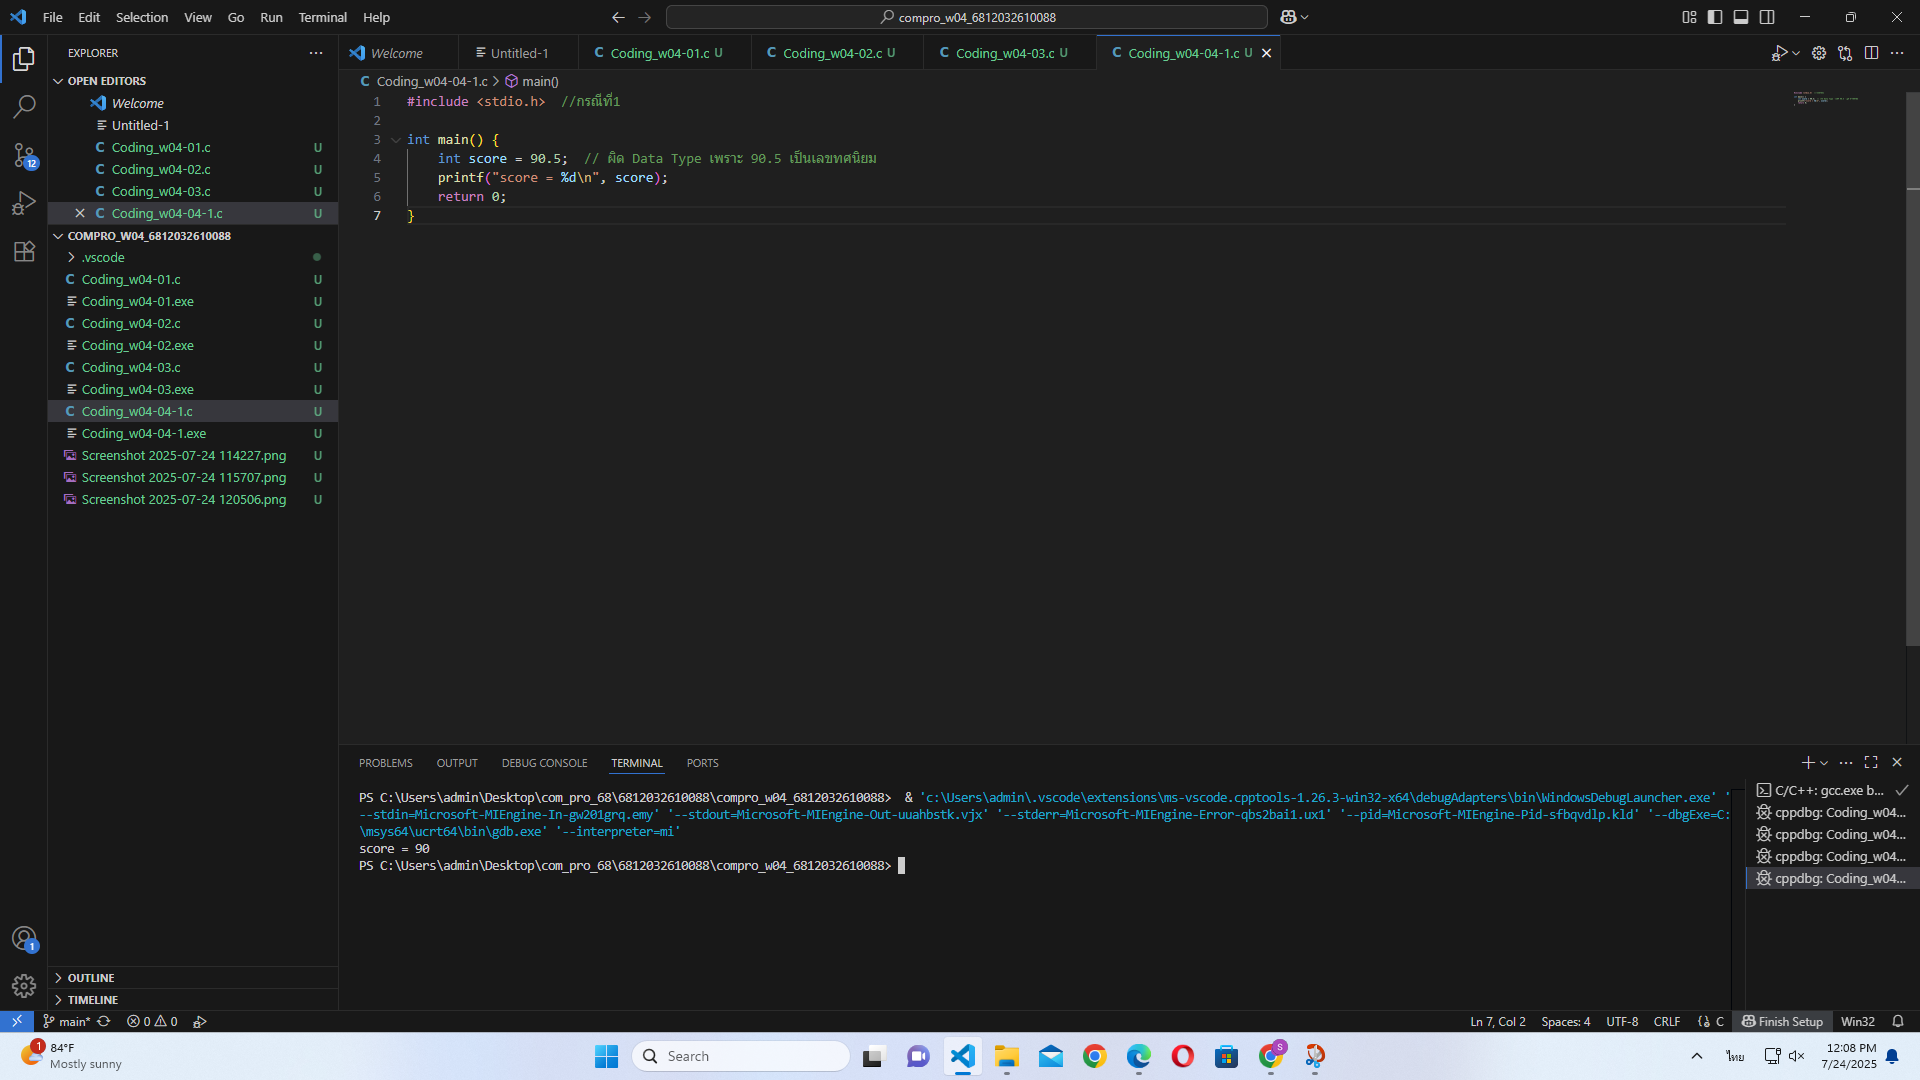 File Edit Selection View Go Run Terminal Help
compro_w04_6812032610088
EXPLORER
OPEN EDITORS
Welcome
Untitled-1
Coding_w04-01.c U
Coding_w04-02.c U
Coding_w04-03.c U
Coding_w04-04-1.c U
COMPRO_W04_6812032610088
.vscode
Coding_w04-01.c U
Coding_w04-01.exe U
Coding_w04-02.c U
Coding_w04-02.exe U
Coding_w04-03.c U
Coding_w04-03.exe U
Coding_w04-04-1.c U
Coding_w04-04-1.exe U
Screenshot 2025-07-24 114227.png U
Screenshot 2025-07-24 115707.png U
Screenshot 2025-07-24 120506.png U
OUTLINE
TIMELINE
12
1
Welcome Untitled-1 Coding_w04-01.c U Coding_w04-02.c U Coding_w04-03.c U Coding_w04-04-1.c U
Coding_w04-04-1.c > main()
1 #include <stdio.h> //กรณีที่1
2
3 int main() {
4 int score = 90.5; // ผิด Data Type เพราะ 90.5 เป็นเลขทศนิยม
5 printf("score = %d\n", score);
6 return 0;
7 }
PROBLEMS OUTPUT DEBUG CONSOLE TERMINAL PORTS
PS C:\Users\admin\Desktop\com_pro_68\6812032610088\compro_w04_6812032610088> & 'c:\Users\admin\.vscode\extensions\ms-vscode.cpptools-1.26.3-win32-x64\debugAdapters\bin\WindowsDebugLauncher.exe' '
--stdin=Microsoft-MIEngine-In-gw201grq.emy' '--stdout=Microsoft-MIEngine-Out-uuahbstk.vjx' '--stderr=Microsoft-MIEngine-Error-qbs2bai1.ux1' '--pid=Microsoft-MIEngine-Pid-sfbqvdlp.kld' '--dbgExe=C:
\msys64\ucrt64\bin\gdb.exe' '--interpreter=mi'
score = 90
PS C:\Users\admin\Desktop\com_pro_68\6812032610088\compro_w04_6812032610088>
C/C++: gcc.exe b...
cppdbg: Coding_w04...
cppdbg: Coding_w04...
cppdbg: Coding_w04...
cppdbg: Coding_w04...
main* 0 0
Ln 7, Col 2 Spaces: 4 UTF-8 CRLF {} C Finish Setup Win32
1
84°F
Mostly sunny
Search
S
ไทย
12:08 PM
7/24/2025